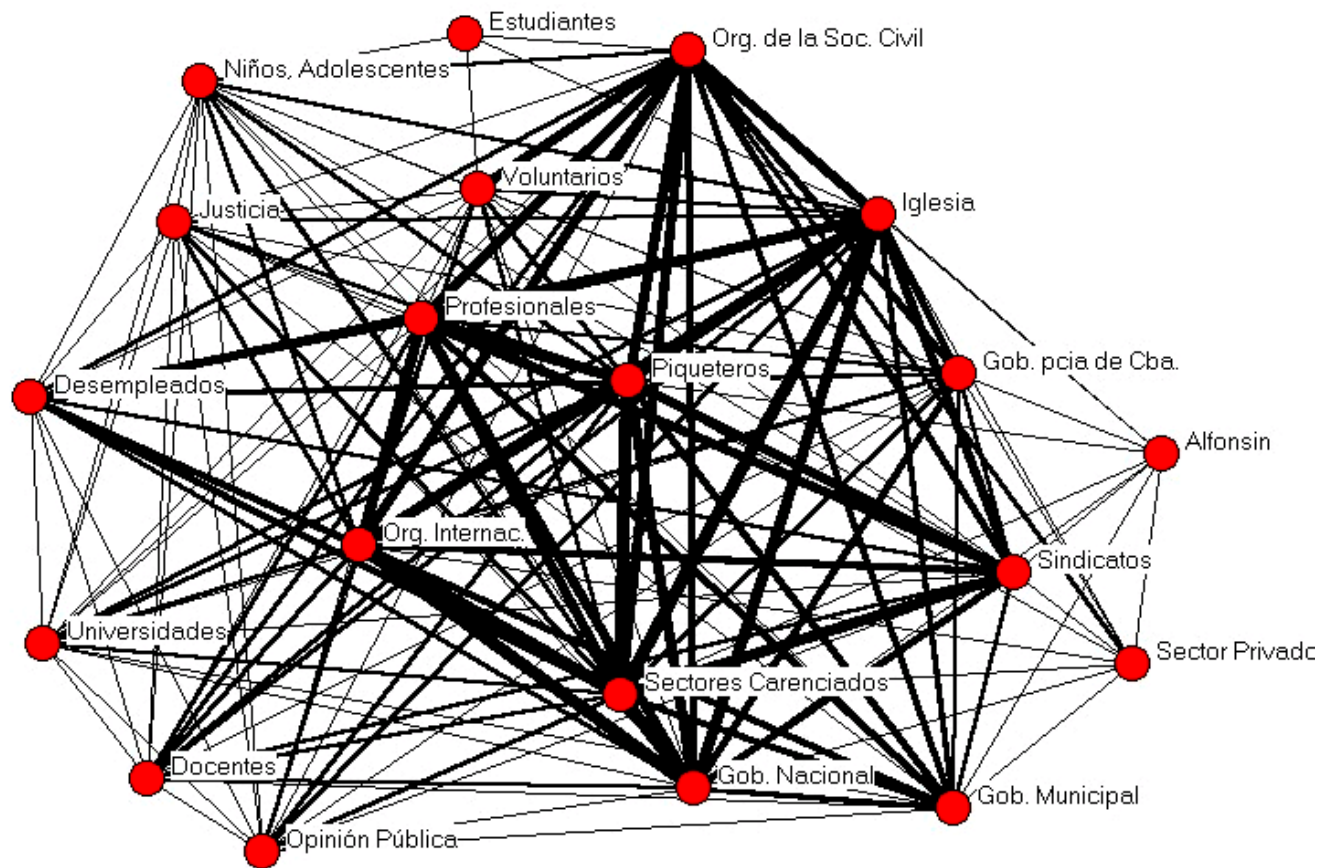 Estudiantes
Org. de la Soc. Civil
Niños, Adolescentes
Voluntarios
Justicia
Iglesia
Profesionales
Piqueteros
Gob. pcia de Cba.
Desempleados
Alfonsin
Org. Internac.
Sindicatos
Universidades
Sector Privado
Sectores Carenciados
Docentes
Gob. Nacional
Gob. Municipal
Opinión Pública